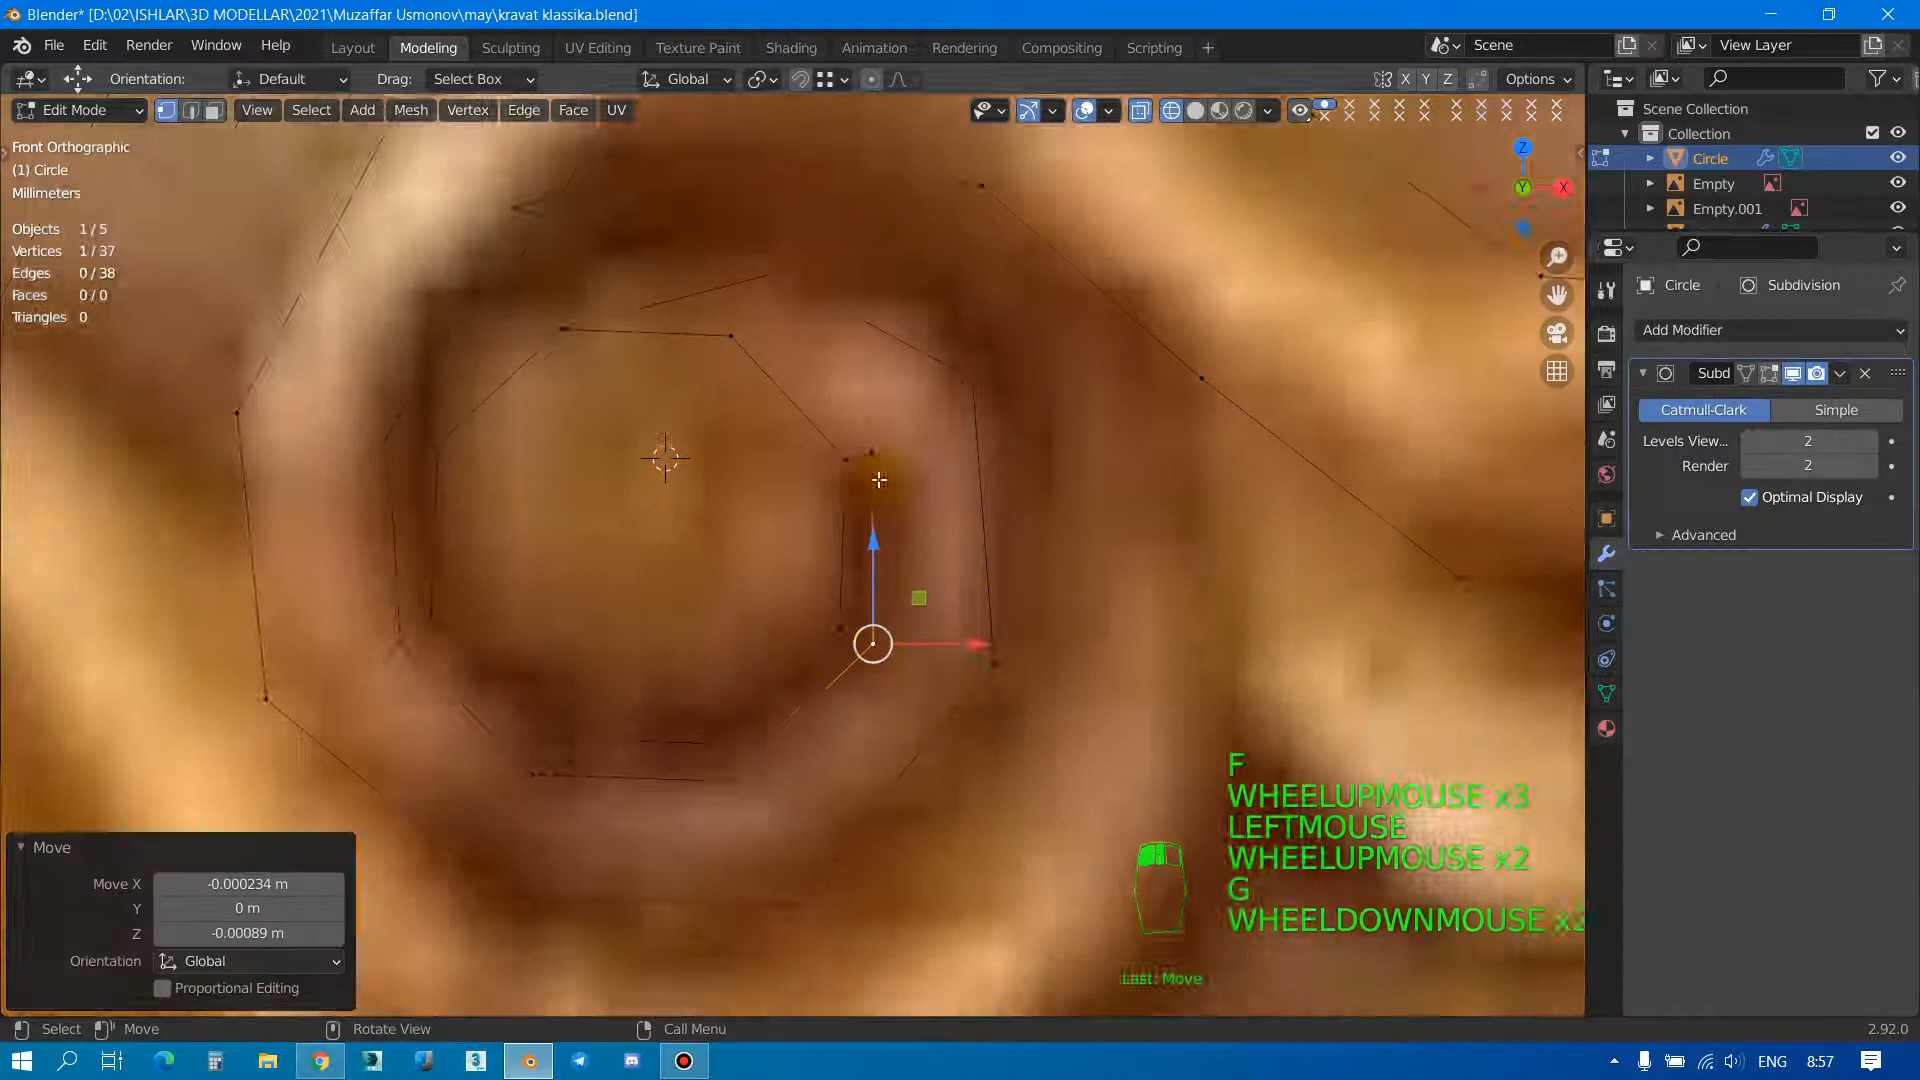 Blender* [D:\02\ISHLAR\3D MODELLAR\2021\Muzaffar Usmonov\may\kravat klassika.blend]
File Edit Render Window Help
Layout Modeling Sculpting UV Editing Texture Paint Shading Animation Rendering Compositing Scripting
Scene
View Layer
Orientation: Default Drag: Select Box Global X Y Z Options
Edit Mode View Select Add Mesh Vertex Edge Face UV
Front Orthographic
(1) Circle
Millimeters
Objects 1 / 5
Vertices 1 / 37
Edges 0 / 38
Faces 0 / 0
Triangles 0
Z
Y
X
Scene Collection
Collection
Circle
Empty
Empty.001
Circle Subdivision
Add Modifier
Subd
Catmull-Clark Simple
Levels View... 2
Render 2
Optimal Display
Advanced
F
WHEELUPMOUSE x3
LEFTMOUSE
WHEELUPMOUSE x2
G
WHEELDOWNMOUSE
Last: Move
Move
Move X -0.000234 m
Y 0 m
Z -0.00089 m
Orientation Global
Proportional Editing
Select Move Rotate View Call Menu 2.92.0
ENG 8:57